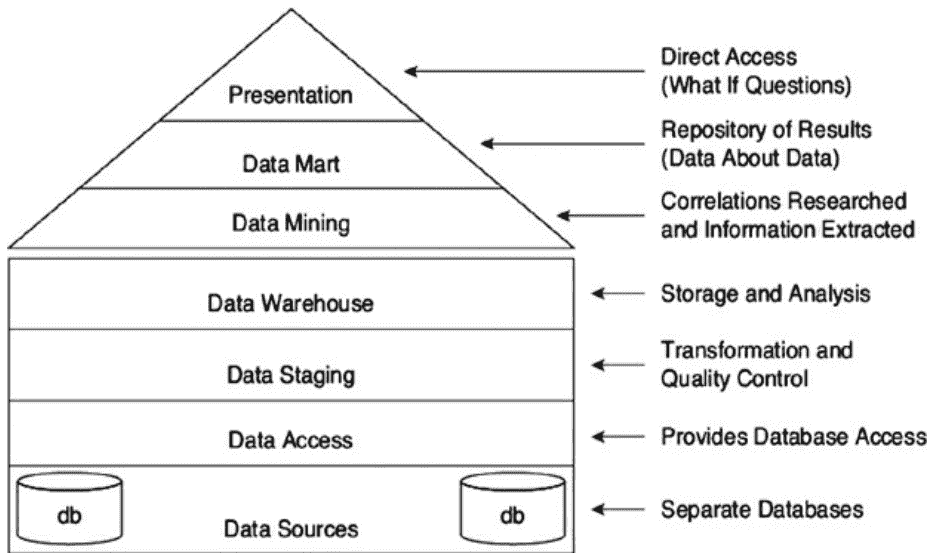 Presentation
Direct Access
(What If Questions)
Data Mart
Repository of Results
(Data About Data)
Data Mining
Correlations Researched
and Information Extracted
Data Warehouse
Storage and Analysis
Data Staging
Transformation and
Quality Control
Data Access
Provides Database Access
db
Data Sources
db
Separate Databases